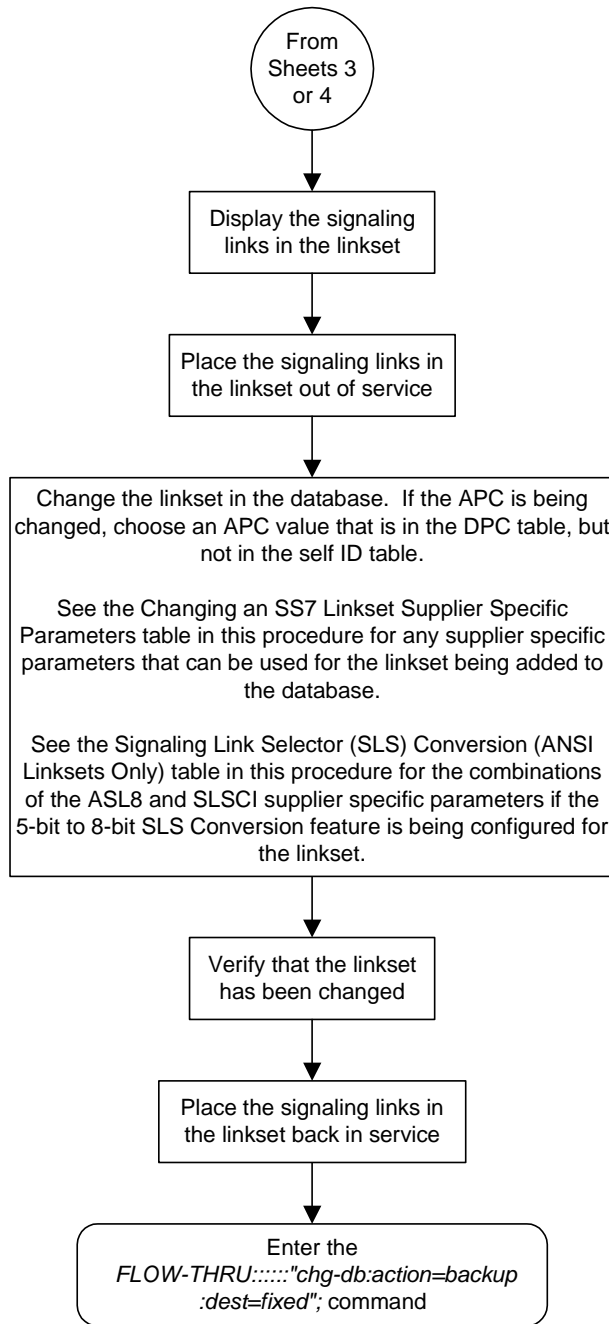 From
Sheets 3
or 4
Display the signaling
links in the linkset
Place the signaling links in
the linkset out of service
Change the linkset in the database.  If the APC is being
changed, choose an APC value that is in the DPC table, but
not in the self ID table.
See the Changing an SS7 Linkset Supplier Specific
Parameters table in this procedure for any supplier specific
parameters that can be used for the linkset being added to
the database.
See the Signaling Link Selector (SLS) Conversion (ANSI
Linksets Only) table in this procedure for the combinations
of the ASL8 and SLSCI supplier specific parameters if the
5-bit to 8-bit SLS Conversion feature is being configured for
the linkset.
Verify that the linkset
has been changed
Place the signaling links in
the linkset back in service
Enter the
FLOW-THRU::::::"chg-db:action=backup
:dest=fixed"; command